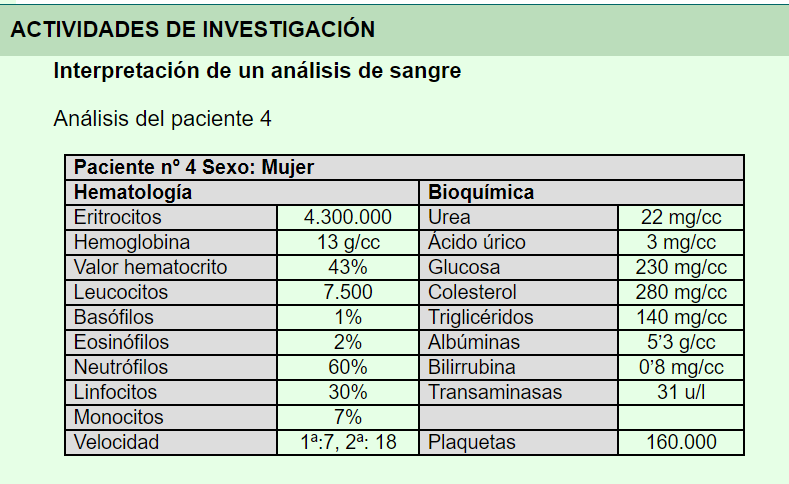 ACTIVIDADES DE INVESTIGACIÓN
Interpretación de un análisis de sangre
Análisis del paciente 4
Paciente nº 4 Sexo: Mujer
Hematología Bioquímica
Eritrocitos 4.300.000 Urea 22 mg/cc
Hemoglobina 13 g/cc Ácido úrico 3 mg/cc
Valor hematocrito 43% Glucosa 230 mg/cc
Leucocitos 7.500 Colesterol 280 mg/cc
Basófilos 1% Triglicéridos 140 mg/cc
Eosinófilos 2% Albúminas 5’3 g/cc
Neutrófilos 60% Bilirrubina 0’8 mg/cc
Linfocitos 30% Transaminasas 31 u/l
Monocitos 7%
Velocidad 1ª:7, 2ª: 18 Plaquetas 160.000